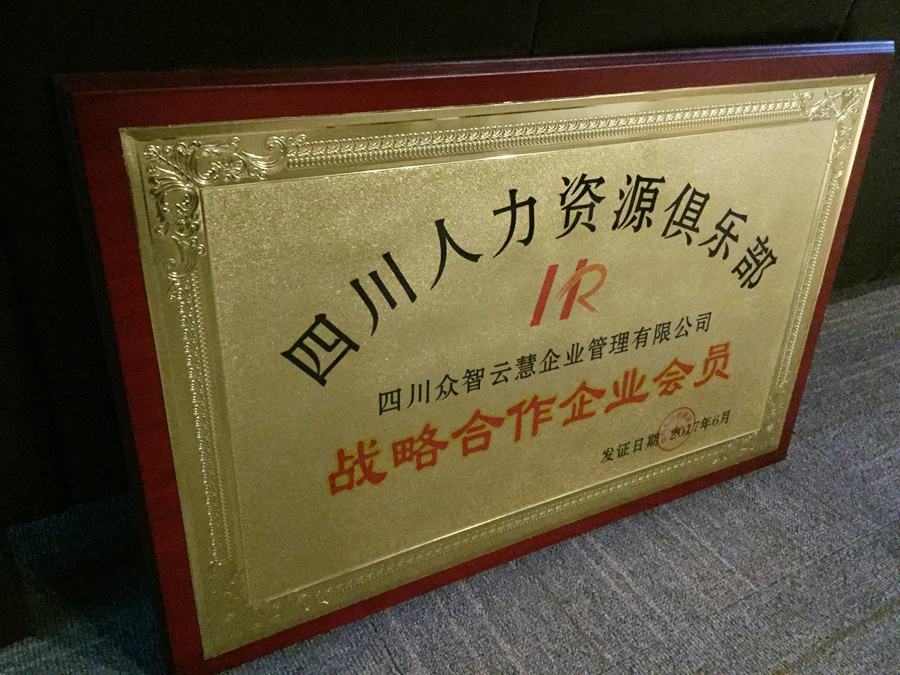 四川人力资源俱乐部
HR
四川众智云慧企业管理有限公司
战略合作企业会员
发证日期 2017年6月